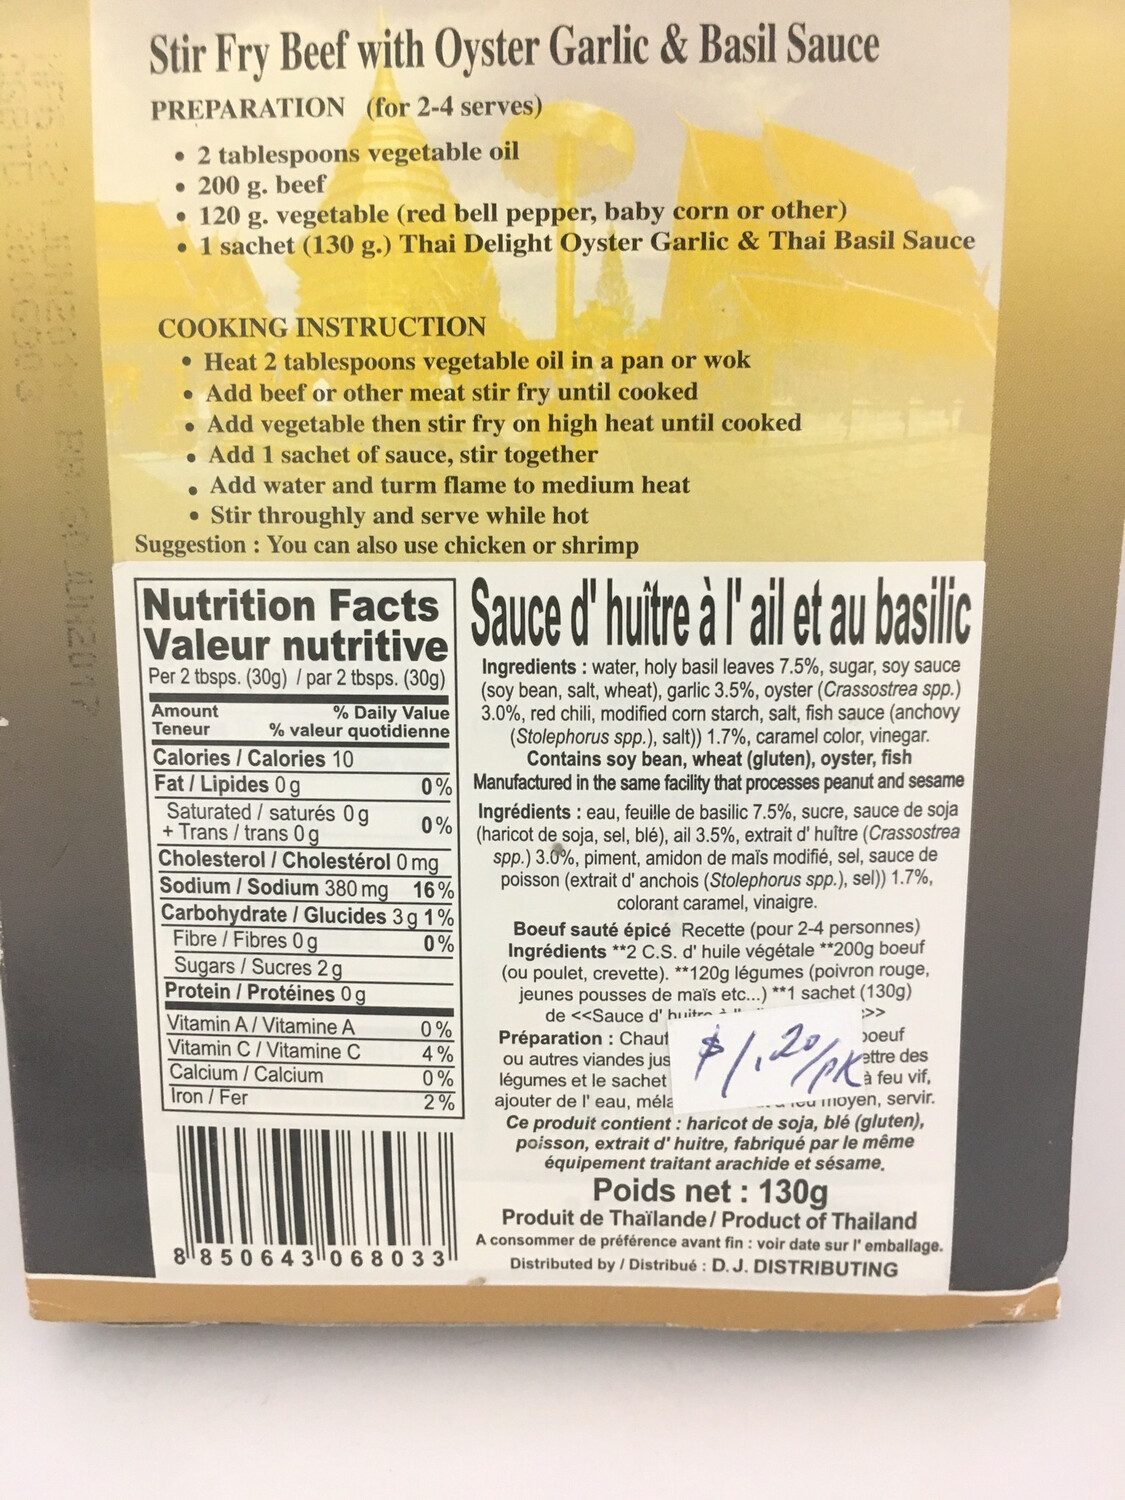 Stir Fry Beef with Oyster Garlic & Basil Sauce
PREPARATION (for 2-4 serves)
• 2 tablespoons vegetable oil
• 200 g. beef
• 120 g. vegetable (red bell pepper, baby corn or other)
• 1 sachet (130 g.) Thai Delight Oyster Garlic & Thai Basil Sauce
COOKING INSTRUCTION
• Heat 2 tablespoons vegetable oil in a pan or wok
• Add beef or other meat stir fry until cooked
• Add vegetable then stir fry on high heat until cooked
• Add 1 sachet of sauce, stir together
• Add water and turm flame to medium heat
• Stir throughly and serve while hot
Suggestion : You can also use chicken or shrimp
Nutrition Facts
Valeur nutritive
Per 2 tbsps. (30g) / par 2 tbsps. (30g)
Amount % Daily Value
Teneur % valeur quotidienne
Calories / Calories 10
Fat / Lipides 0 g 0%
Saturated / saturés 0 g
+ Trans / trans 0 g 0%
Cholesterol / Cholestérol 0 mg
Sodium / Sodium 380 mg 16%
Carbohydrate / Glucides 3 g 1%
Fibre / Fibres 0 g 0%
Sugars / Sucres 2 g
Protein / Protéines 0 g
Vitamin A / Vitamine A 0%
Vitamin C / Vitamine C 4%
Calcium / Calcium 0%
Iron / Fer 2%
8 850643 068033
Sauce d' huître à l' ail et au basilic
Ingredients : water, holy basil leaves 7.5%, sugar, soy sauce
(soy bean, salt, wheat), garlic 3.5%, oyster (Crassostrea spp.)
3.0%, red chili, modified corn starch, salt, fish sauce (anchovy
(Stolephorus spp.), salt)) 1.7%, caramel color, vinegar.
Contains soy bean, wheat (gluten), oyster, fish
Manufactured in the same facility that processes peanut and sesame
Ingrédients : eau, feuille de basilic 7.5%, sucre, sauce de soja
(haricot de soja, sel, blé), ail 3.5%, extrait d' huître (Crassostrea
spp.) 3.0%, piment, amidon de maïs modifié, sel, sauce de
poisson (extrait d' anchois (Stolephorus spp.), sel)) 1.7%,
colorant caramel, vinaigre.
Boeuf sauté épicé Recette (pour 2-4 personnes)
Ingrédients **2 C.S. d' huile végétale **200g boeuf
(ou poulet, crevette). **120g légumes (poivron rouge,
jeunes pousses de maïs etc...) **1 sachet (130g)
de <<Sauce d' huitre >>
Préparation : Chau boeuf
ou autres viandes jus ettre des
légumes et le sachet à feu vif,
ajouter de l' eau, méla moyen, servir.
$1.20/PK
Ce produit contient : haricot de soja, blé (gluten),
poisson, extrait d' huitre, fabriqué par le même
équipement traitant arachide et sésame.
Poids net : 130g
Produit de Thaïlande / Product of Thailand
A consommer de préférence avant fin : voir date sur l' emballage.
Distributed by / Distribué : D. J. DISTRIBUTING